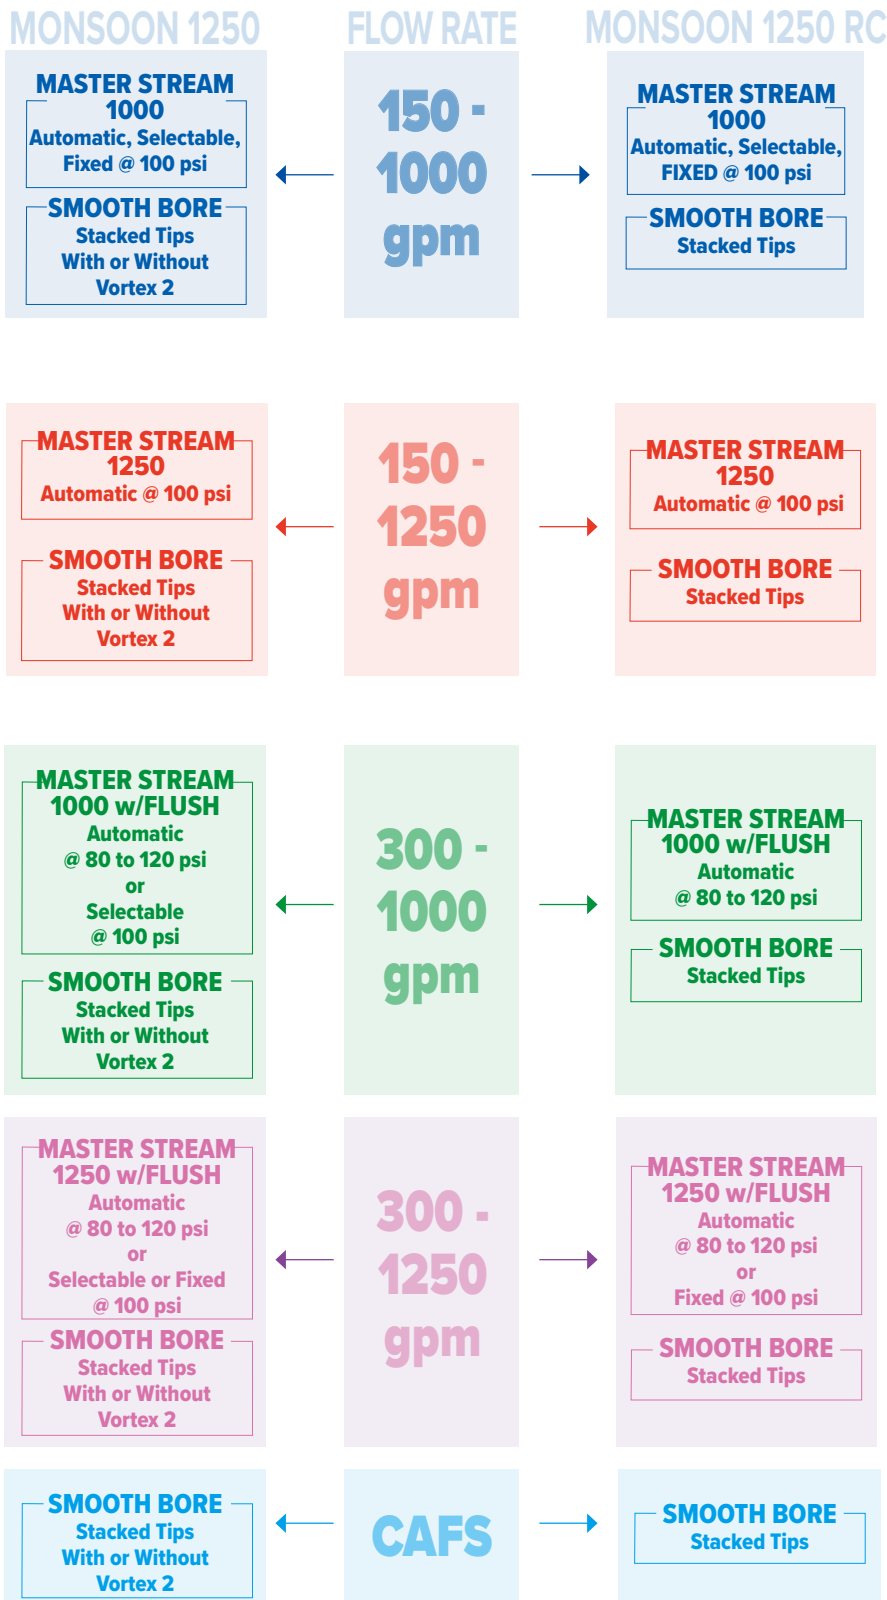 MONSOON 1250
FLOW RATE
MONSOON 1250 RC
MASTER STREAM
1000
Automatic, Selectable,
Fixed @ 100 psi
SMOOTH BORE
Stacked Tips
With or Without
Vortex 2
150 -
1000
gpm
MASTER STREAM
1000
Automatic, Selectable,
FIXED @ 100 psi
SMOOTH BORE
Stacked Tips
MASTER STREAM
1250
Automatic @ 100 psi
SMOOTH BORE
Stacked Tips
With or Without
Vortex 2
150 -
1250
gpm
MASTER STREAM
1250
Automatic @ 100 psi
SMOOTH BORE
Stacked Tips
MASTER STREAM
1000 w/FLUSH
Automatic
@ 80 to 120 psi
or
Selectable
@ 100 psi
SMOOTH BORE
Stacked Tips
With or Without
Vortex 2
300 -
1000
gpm
MASTER STREAM
1000 w/FLUSH
Automatic
@ 80 to 120 psi
SMOOTH BORE
Stacked Tips
MASTER STREAM
1250 w/FLUSH
Automatic
@ 80 to 120 psi
or
Selectable or Fixed
@ 100 psi
SMOOTH BORE
Stacked Tips
With or Without
Vortex 2
300 -
1250
gpm
MASTER STREAM
1250 w/FLUSH
Automatic
@ 80 to 120 psi
or
Fixed @ 100 psi
SMOOTH BORE
Stacked Tips
SMOOTH BORE
Stacked Tips
With or Without
Vortex 2
CAFS
SMOOTH BORE
Stacked Tips